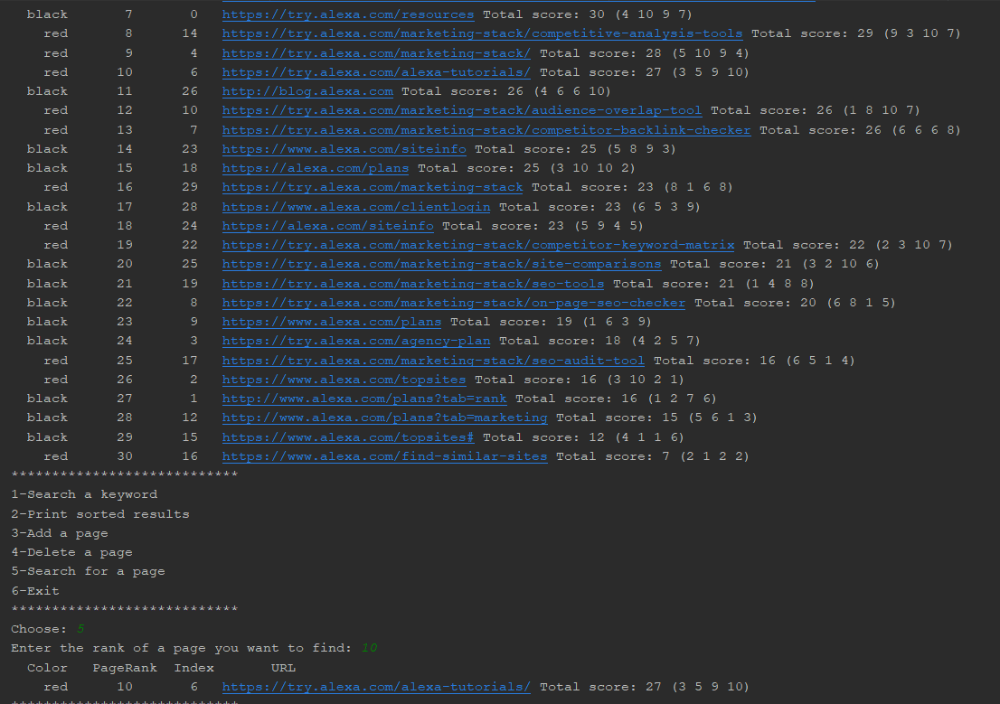 black 7 0 https://try.alexa.com/resources Total score: 30 (4 10 9 7)
red 8 14 https://try.alexa.com/marketing-stack/competitive-analysis-tools Total score: 29 (9 3 10 7)
red 9 4 https://try.alexa.com/marketing-stack/ Total score: 28 (5 10 9 4)
red 10 6 https://try.alexa.com/alexa-tutorials/ Total score: 27 (3 5 9 10)
black 11 26 http://blog.alexa.com Total score: 26 (4 6 6 10)
red 12 10 https://try.alexa.com/marketing-stack/audience-overlap-tool Total score: 26 (1 8 10 7)
red 13 7 https://try.alexa.com/marketing-stack/competitor-backlink-checker Total score: 26 (6 6 6 8)
black 14 23 https://www.alexa.com/siteinfo Total score: 25 (5 8 9 3)
black 15 18 https://alexa.com/plans Total score: 25 (3 10 10 2)
red 16 29 https://try.alexa.com/marketing-stack Total score: 23 (8 1 6 8)
black 17 28 https://www.alexa.com/clientlogin Total score: 23 (6 5 3 9)
red 18 24 https://alexa.com/siteinfo Total score: 23 (5 9 4 5)
red 19 22 https://try.alexa.com/marketing-stack/competitor-keyword-matrix Total score: 22 (2 3 10 7)
black 20 25 https://try.alexa.com/marketing-stack/site-comparisons Total score: 21 (3 2 10 6)
black 21 19 https://try.alexa.com/marketing-stack/seo-tools Total score: 21 (1 4 8 8)
black 22 8 https://try.alexa.com/marketing-stack/on-page-seo-checker Total score: 20 (6 8 1 5)
black 23 9 https://www.alexa.com/plans Total score: 19 (1 6 3 9)
black 24 3 https://try.alexa.com/agency-plan Total score: 18 (4 2 5 7)
red 25 17 https://try.alexa.com/marketing-stack/seo-audit-tool Total score: 16 (6 5 1 4)
red 26 2 https://www.alexa.com/topsites Total score: 16 (3 10 2 1)
black 27 1 http://www.alexa.com/plans?tab=rank Total score: 16 (1 2 7 6)
black 28 12 http://www.alexa.com/plans?tab=marketing Total score: 15 (5 6 1 3)
black 29 15 https://www.alexa.com/topsites# Total score: 12 (4 1 1 6)
red 30 16 https://www.alexa.com/find-similar-sites Total score: 7 (2 1 2 2)
****************************
1-Search a keyword
2-Print sorted results
3-Add a page
4-Delete a page
5-Search for a page
6-Exit
****************************
Choose: 5
Enter the rank of a page you want to find: 10
Color PageRank Index URL
red 10 6 https://try.alexa.com/alexa-tutorials/ Total score: 27 (3 5 9 10)
****************************